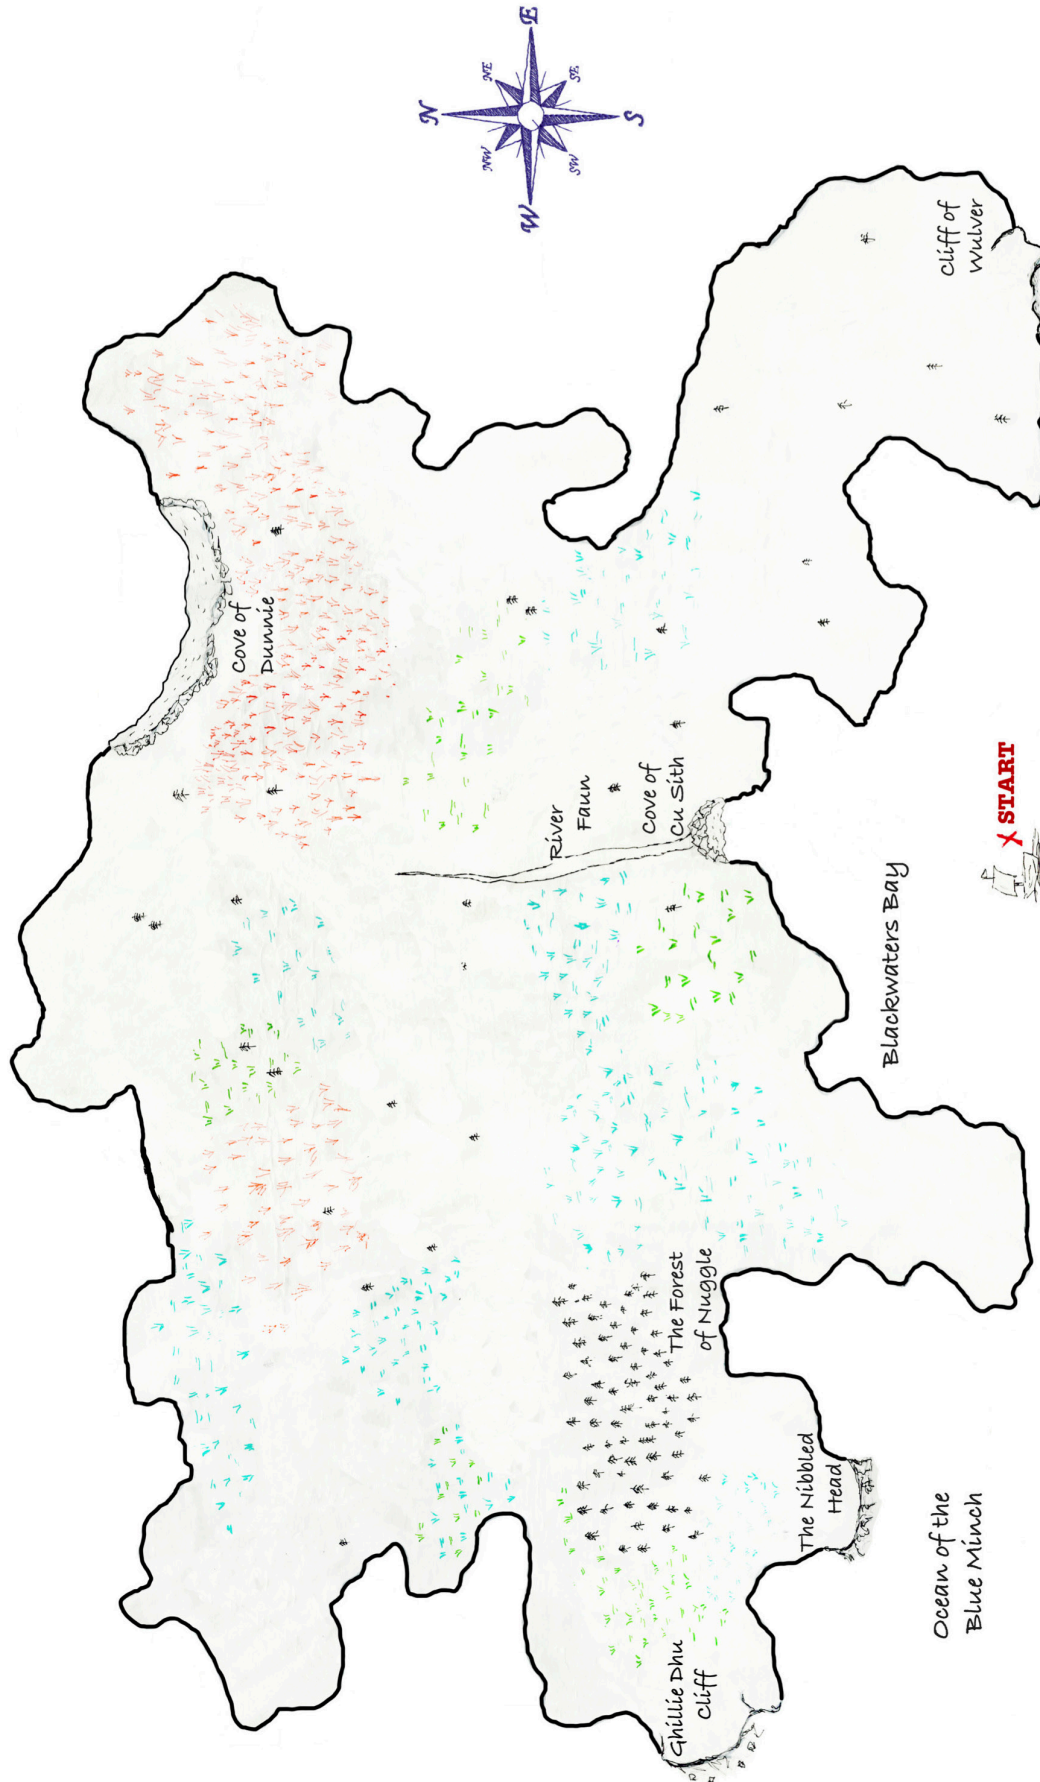 N
NW
NE
W
E
SW
SE
S
Cove of
Dunnie
River
Faun
Cove of
Cu Sith
Cliff of
Wulver
The Forest
of Nuggle
Ghillie Dhu
Cliff
The Nibbled
Head
Blackwaters Bay
X START
Ocean of the
Blue Minch